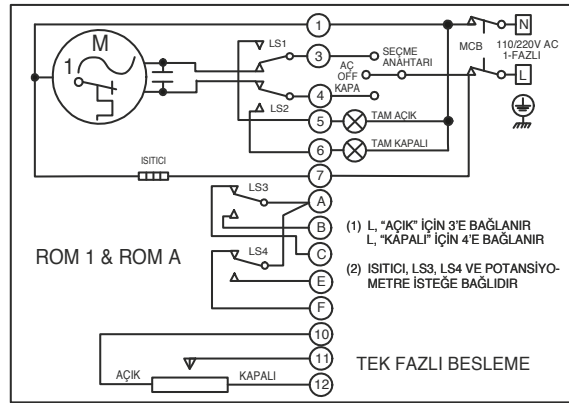 M
1
LS1
LS2
1
3
4
5
6
7
SEÇME
ANAHTARI
AÇ
OFF
KAPA
TAM AÇIK
TAM KAPALI
MCB
N
110/220V AC
1-FAZLI
L
ISITICI
LS3
LS4
A
B
C
E
F
10
11
12
ROM 1 & ROM A
(1) L, “AÇIK” İÇİN 3’E BAĞLANIR
L, “KAPALI” İÇİN 4’E BAĞLANIR
(2) ISITICI, LS3, LS4 VE POTANSİYO-
METRE İSTEĞE BAĞLIDIR
AÇIK
KAPALI
TEK FAZLI BESLEME